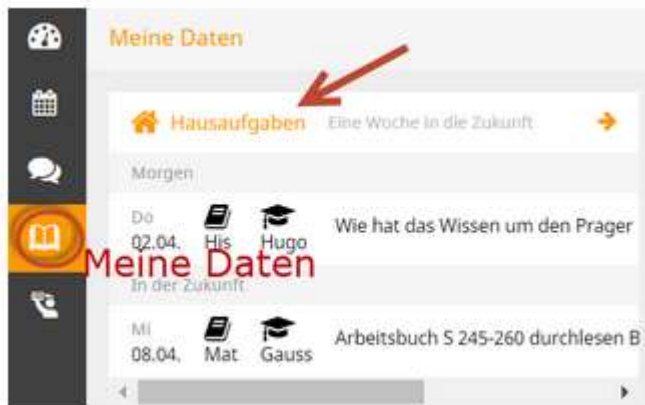 Meine Daten
Hausaufgaben Eine Woche in die Zukunft
Morgen
Do
02.04. His Hugo Wie hat das Wissen um den Prager
Meine Daten
In der Zukunft
Mi
08.04. Mat Gauss Arbeitsbuch S 245-260 durchlesen B